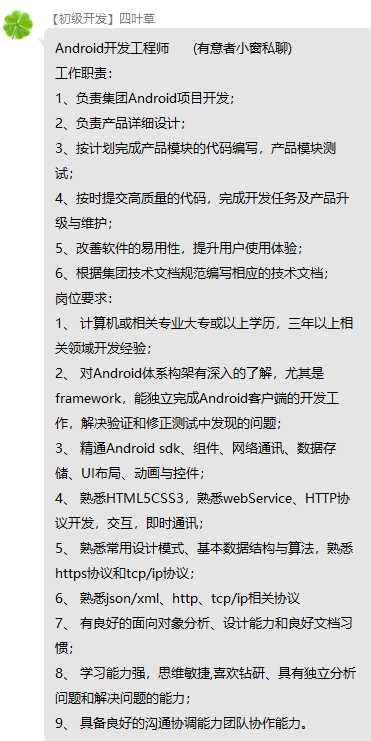 【初级开发】四叶草
Android开发工程师 (有意者小窗私聊)
工作职责：
1、负责集团Android项目开发；
2、负责产品详细设计；
3、按计划完成产品模块的代码编写，产品模块测
试；
4、按时提交高质量的代码，完成开发任务及产品升
级与维护；
5、改善软件的易用性，提升用户使用体验；
6、根据集团技术文档规范编写相应的技术文档；
岗位要求：
1、 计算机或相关专业大专或以上学历，三年以上相
关领域开发经验；
2、 对Android体系构架有深入的了解，尤其是
framework，能独立完成Android客户端的开发工
作，解决验证和修正测试中发现的问题；
3、 精通Android sdk、组件、网络通讯、数据存
储、UI布局、动画与控件；
4、 熟悉HTML5CSS3，熟悉webService、HTTP协
议开发，交互，即时通讯；
5、 熟悉常用设计模式、基本数据结构与算法，熟悉
https协议和tcp/ip协议；
6、 熟悉json/xml、http、tcp/ip相关协议
7、 有良好的面向对象分析、设计能力和良好文档习
惯；
8、 学习能力强，思维敏捷,喜欢钻研、具有独立分析
问题和解决问题的能力；
9、 具备良好的沟通协调能力团队协作能力。